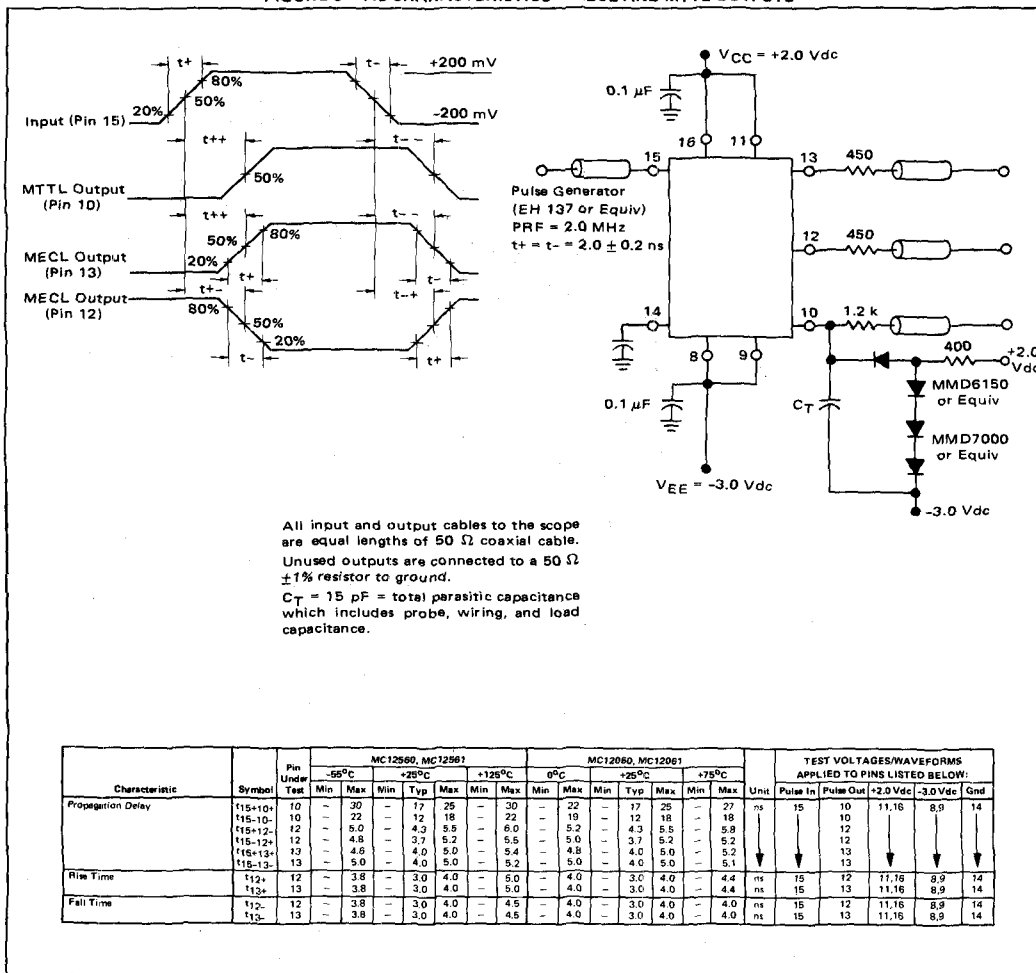 t+
t-
+200 mV
80%
50%
20%
Input (Pin 15)
-200 mV
t++
t--
MTTL Output
(Pin 10)
50%
t++
t--
50%
80%
MECL Output
(Pin 13)
20%
t+
t-
t+-
t-+
MECL Output
(Pin 12)
80%
50%
20%
t-
t+
VCC = +2.0 Vdc
0.1 µF
16
11
15
13
450
Pulse Generator
(EH 137 or Equiv)
PRF = 2.0 MHz
t+ = t- = 2.0 ± 0.2 ns
12
450
14
10
1.2 k
8
9
400
+2.0
Vdc
0.1 µF
CT
MMD6150
or Equiv
MMD7000
or Equiv
VEE = -3.0 Vdc
-3.0 Vdc
All input and output cables to the scope
are equal lengths of 50 Ω coaxial cable.
Unused outputs are connected to a 50 Ω
±1% resistor to ground.
CT = 15 pF = total parasitic capacitance
which includes probe, wiring, and load
capacitance.
MC12560, MC12561 MC12060, MC12061 TEST VOLTAGES/WAVEFORMS
Pin Under Test -55°C +25°C +125°C 0°C +25°C +75°C APPLIED TO PINS LISTED BELOW:
Characteristic Symbol Min Max Min Typ Max Min Max Min Max Min Typ Max Min Max Unit Pulse In Pulse Out +2.0 Vdc -3.0 Vdc Gnd
Propagation Delay t15+10+ 10 – 30 – 17 25 – 30 – 22 – 17 25 – 27 ns 15 10 11,16 8,9 14
t15-10- 10 – 22 – 12 18 – 22 – 19 – 12 18 – 18 10
t15+12- 12 – 5.0 – 4.3 5.5 – 6.0 – 5.2 – 4.3 5.5 – 5.8 12
t15-12+ 12 – 4.8 – 3.7 5.2 – 5.5 – 5.0 – 3.7 5.2 – 5.2 12
t15+13+ 13 – 4.6 – 4.0 5.0 – 5.4 – 4.8 – 4.0 5.0 – 5.2 13
t15-13- 13 – 5.0 – 4.0 5.0 – 5.2 – 5.0 – 4.0 5.0 – 5.1 13
Rise Time t12+ 12 – 3.8 – 3.0 4.0 – 5.0 – 4.0 – 3.0 4.0 – 4.4 ns 15 12 11,16 8,9 14
t13+ 13 – 3.8 – 3.0 4.0 – 5.0 – 4.0 – 3.0 4.0 – 4.4 ns 15 13 11,16 8,9 14
Fall Time t12- 12 – 3.8 – 3.0 4.0 – 4.5 – 4.0 – 3.0 4.0 – 4.0 ns 15 12 11,16 8,9 14
t13- 13 – 3.8 – 3.0 4.0 – 4.5 – 4.0 – 3.0 4.0 – 4.0 ns 15 13 11,16 8,9 14